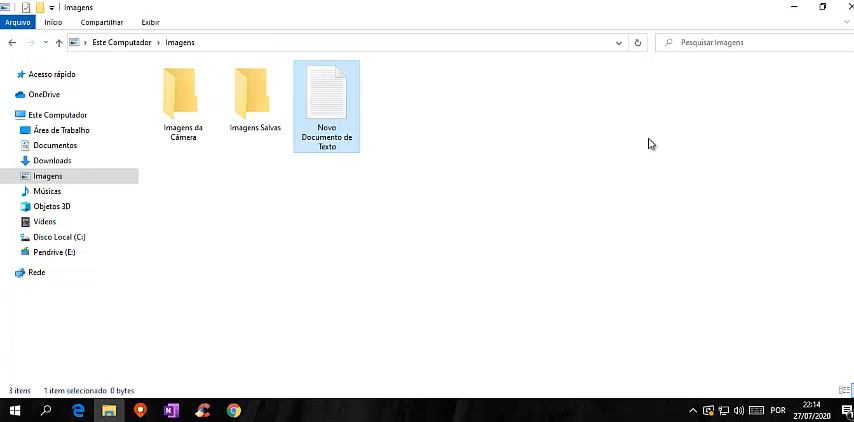 Imagens
Arquivo
Início
Compartilhar
Exibir
Este Computador
Imagens
Pesquisar Imagens
Acesso rápido
OneDrive
Este Computador
Área de Trabalho
Documentos
Downloads
Imagens
Músicas
Objetos 3D
Vídeos
Disco Local (C:)
Pendrive (E:)
Rede
Imagens da
Câmera
Imagens Salvas
Novo
Documento de
Texto
3 itens
1 item selecionado 0 bytes
POR
22:14
27/07/2020